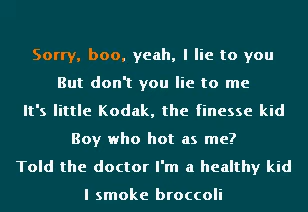 Sorry, boo, yeah, I lie to you
But don't you lie to me
It's little Kodak, the finesse kid
Boy who hot as me?
Told the doctor I'm a healthy kid
I smoke broccoli